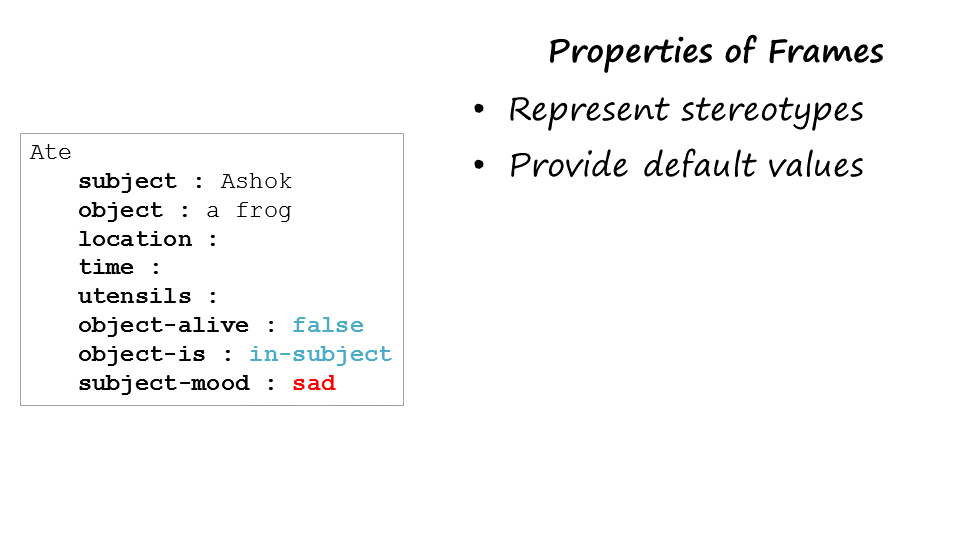 Properties of Frames
• Represent stereotypes
• Provide default values
Ate
subject : Ashok
object : a frog
location :
time :
utensils :
object-alive : false
object-is : in-subject
subject-mood : sad